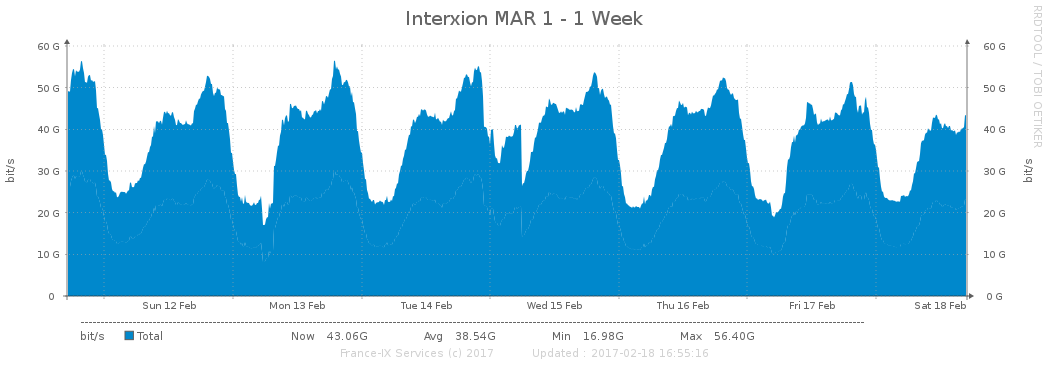 Interxion MAR 1 - 1 Week
RRDTOOL / TOBI OETIKER
bit/s
60 G 60 G
50 G 50 G
40 G 40 G
30 G 30 G
20 G 20 G
10 G 10 G
0 0 G
bit/s
Sun 12 Feb Mon 13 Feb Tue 14 Feb Wed 15 Feb Thu 16 Feb Fri 17 Feb Sat 18 Feb
bit/s Total Now 43.06G Avg 38.54G Min 16.98G Max 56.40G
France-IX Services (c) 2017 Updated : 2017-02-18 16:55:16